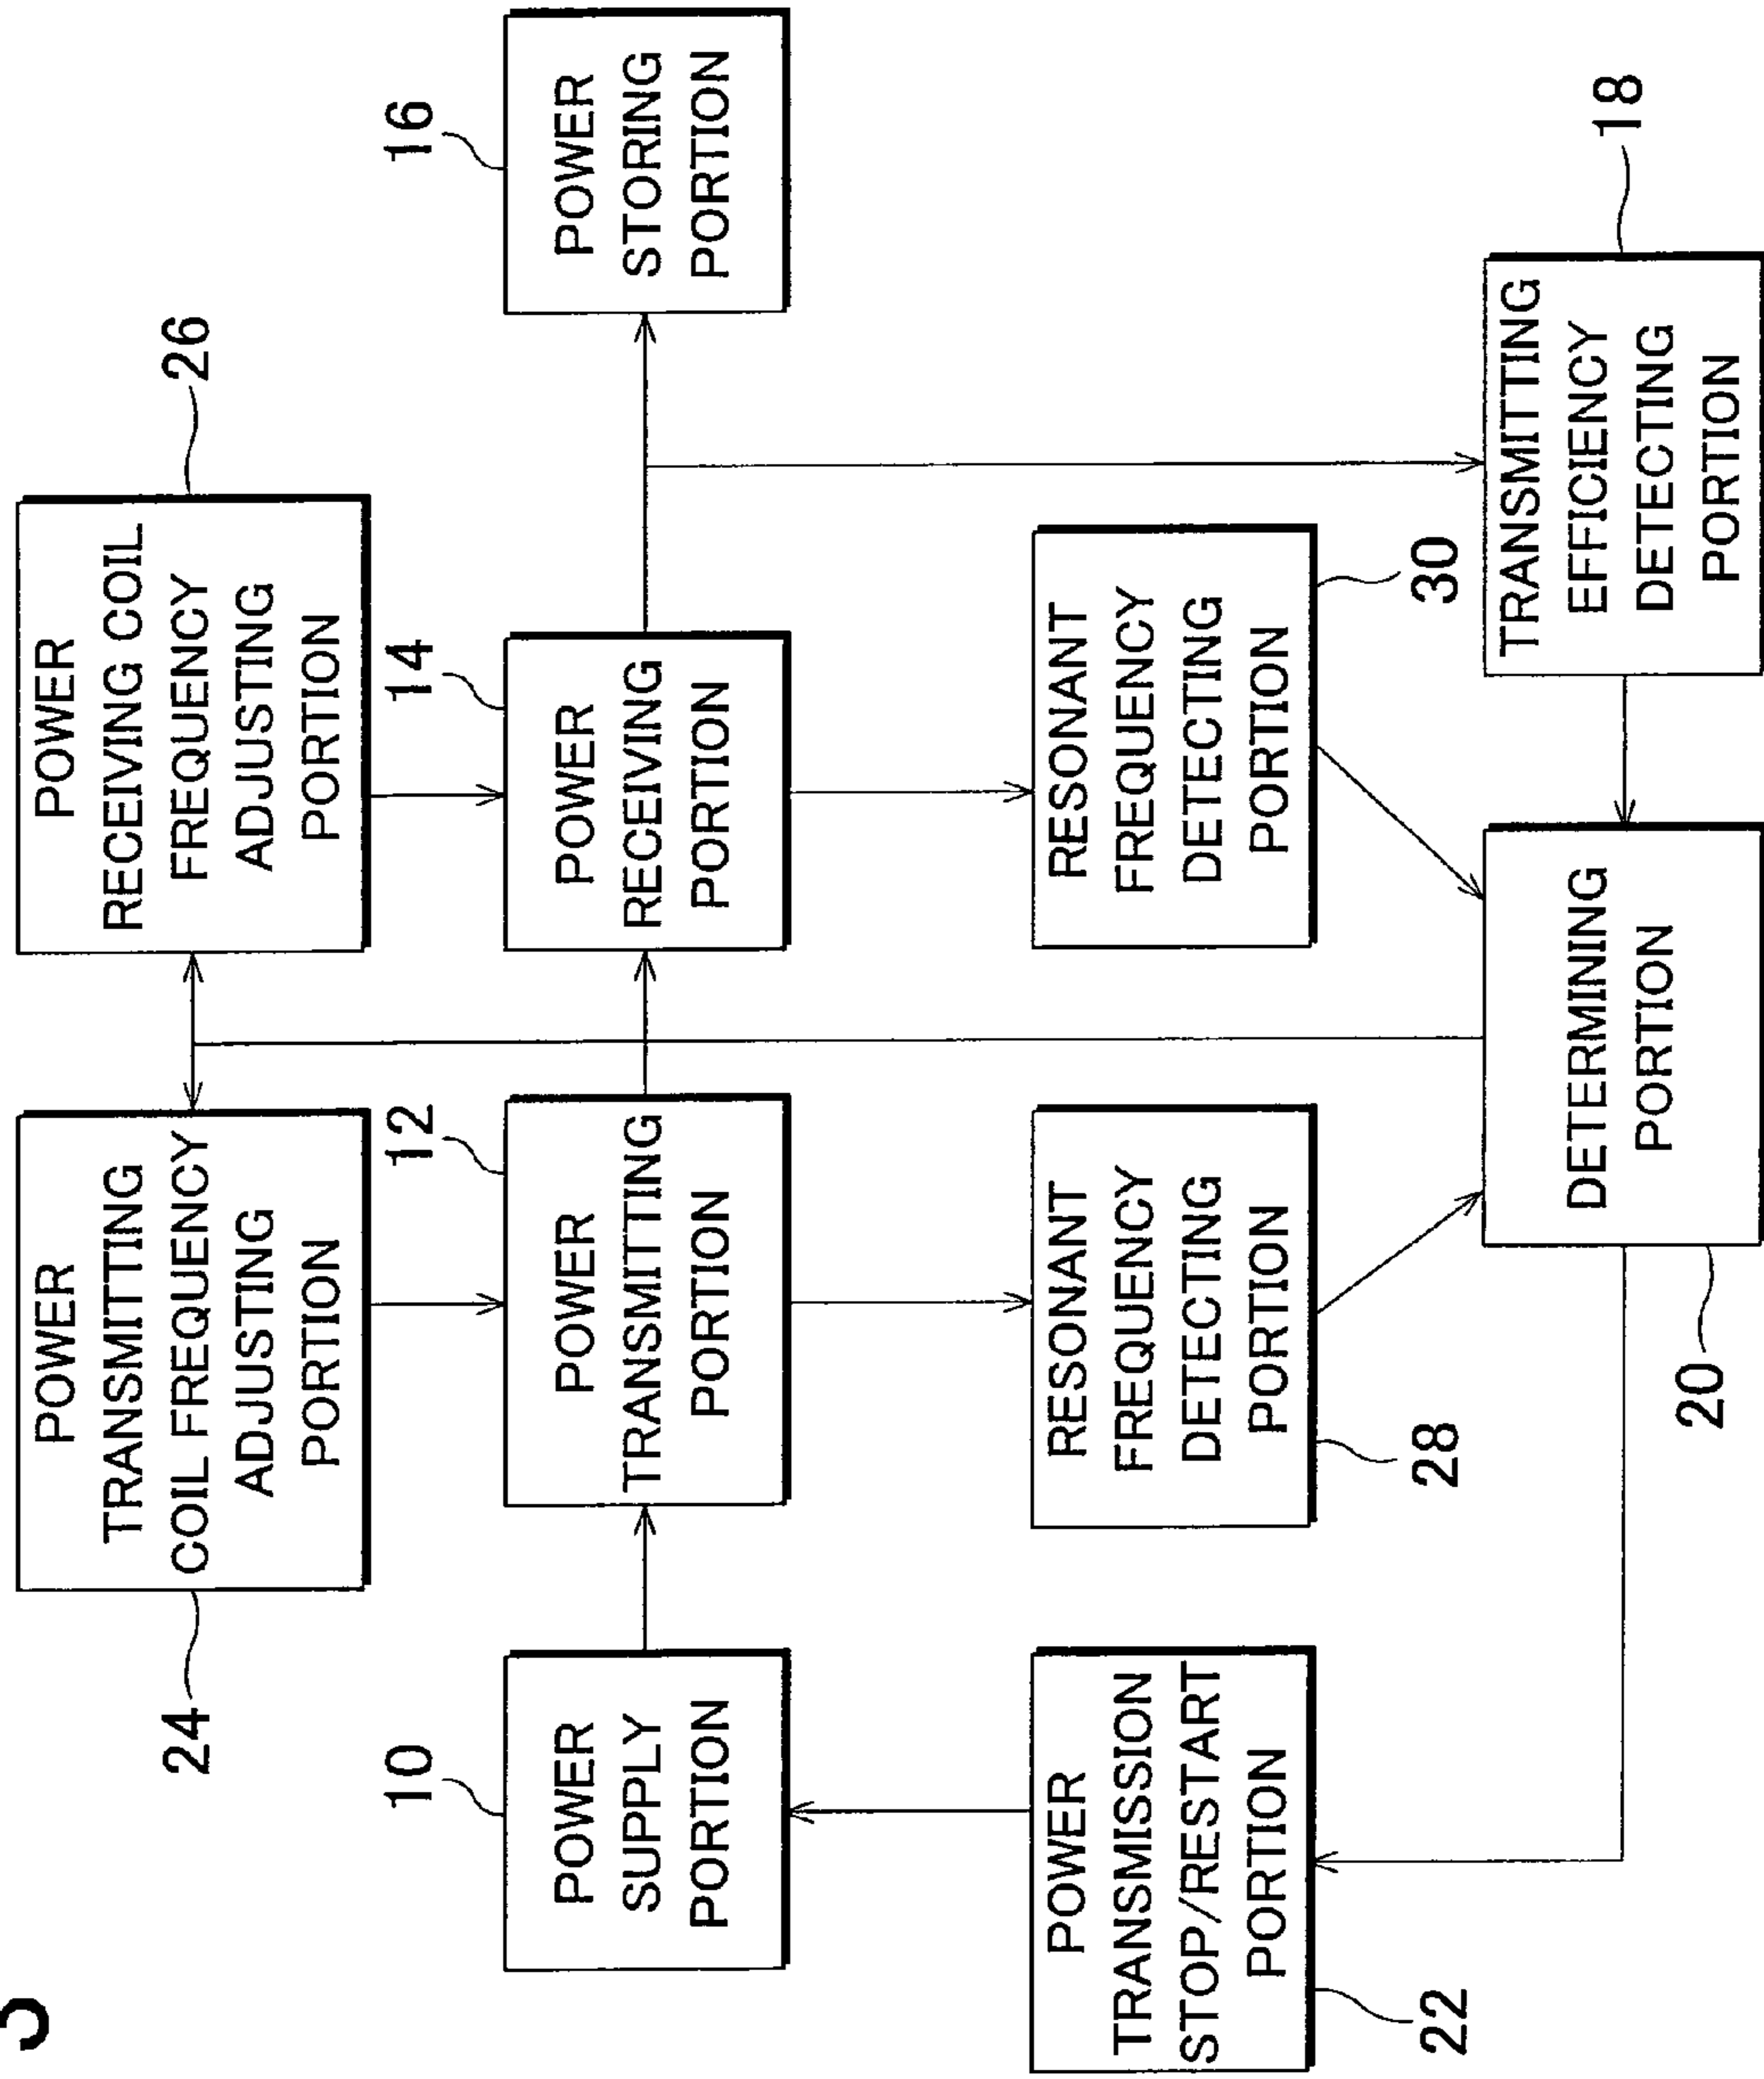 POWER
TRANSMITTING
COIL FREQUENCY
ADJUSTING
PORTION
24
POWER
RECEIVING COIL
FREQUENCY
ADJUSTING
PORTION
26
10
POWER
SUPPLY
PORTION
12
POWER
TRANSMITTING
PORTION
14
POWER
RECEIVING
PORTION
16
POWER
STORING
PORTION
POWER
TRANSMISSION
STOP/RESTART
PORTION
22
RESONANT
FREQUENCY
DETECTING
PORTION
28
RESONANT
FREQUENCY
DETECTING
PORTION
30
DETERMINING
PORTION
20
TRANSMITTING
EFFICIENCY
DETECTING
PORTION
18